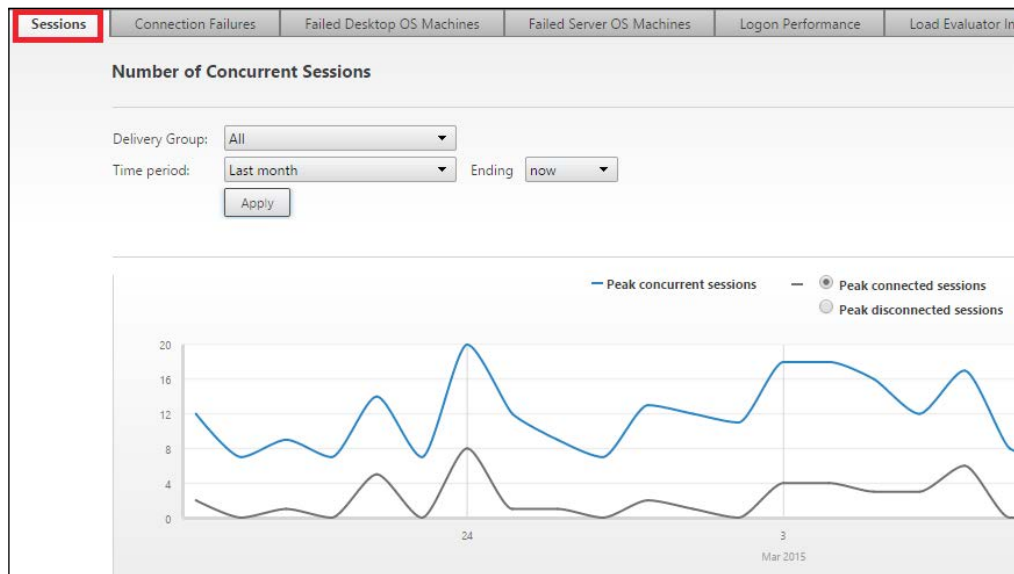 Sessions Connection Failures Failed Desktop OS Machines Failed Server OS Machines Logon Performance Load Evaluator In
Number of Concurrent Sessions
Delivery Group: All
Time period: Last month Ending now
Apply
Peak concurrent sessions Peak connected sessions
Peak disconnected sessions
20
16
12
8
4
0
24 3
Mar 2015